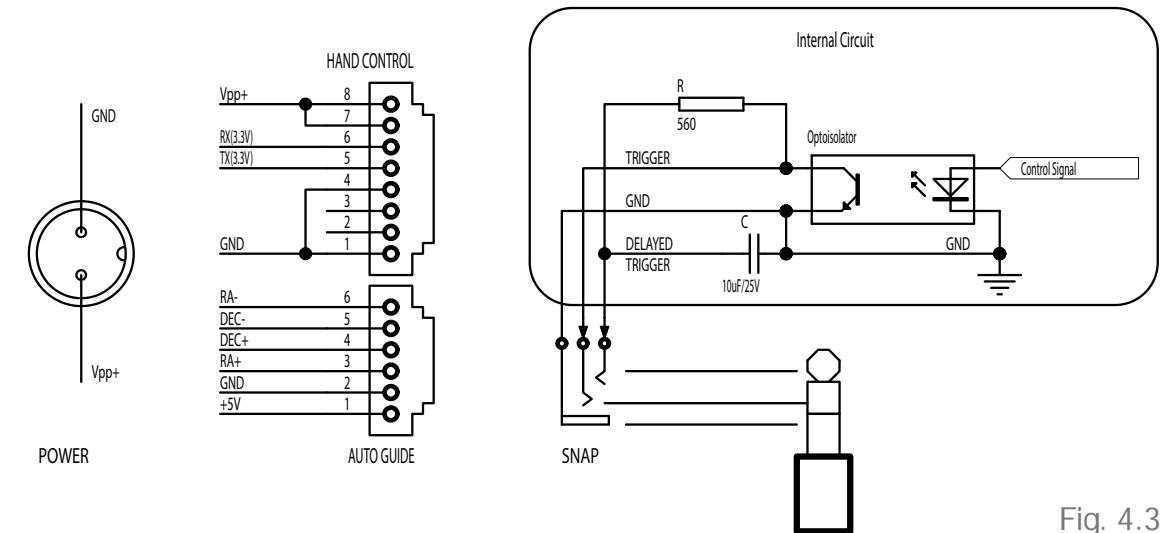 GND
Vpp+
POWER
HAND CONTROL
Vpp+ 8
7
RX(3.3V) 6
TX(3.3V) 5
4
3
2
GND 1
RA- 6
DEC- 5
DEC+ 4
RA+ 3
GND 2
+5V 1
AUTO GUIDE
Internal Circuit
R
560
Optoisolator
TRIGGER
Control Signal
GND
C
DELAYED
TRIGGER
GND
10uF/25V
SNAP
Fig. 4.3